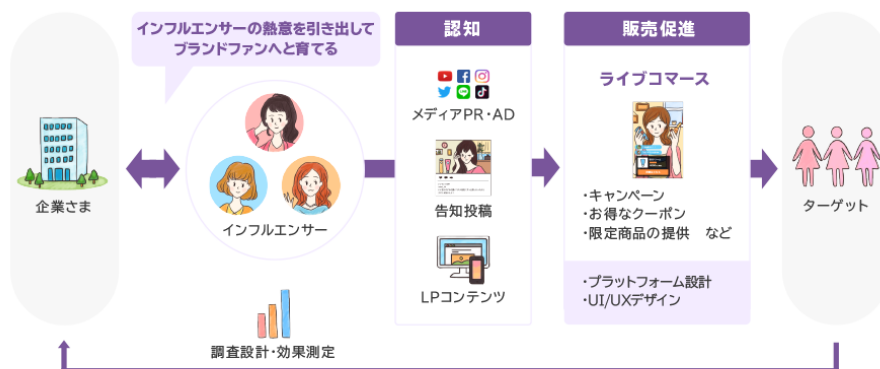 インフルエンサーの熱意を引き出して
ブランドファンへと育てる
企業さま
インフルエンサー
調査設計・効果測定
認知
メディアPR・AD
告知投稿
LPコンテンツ
販売促進
ライブコマース
・キャンペーン
・お得なクーポン
・限定商品の提供　など
・プラットフォーム設計
・UI/UXデザイン
ターゲット